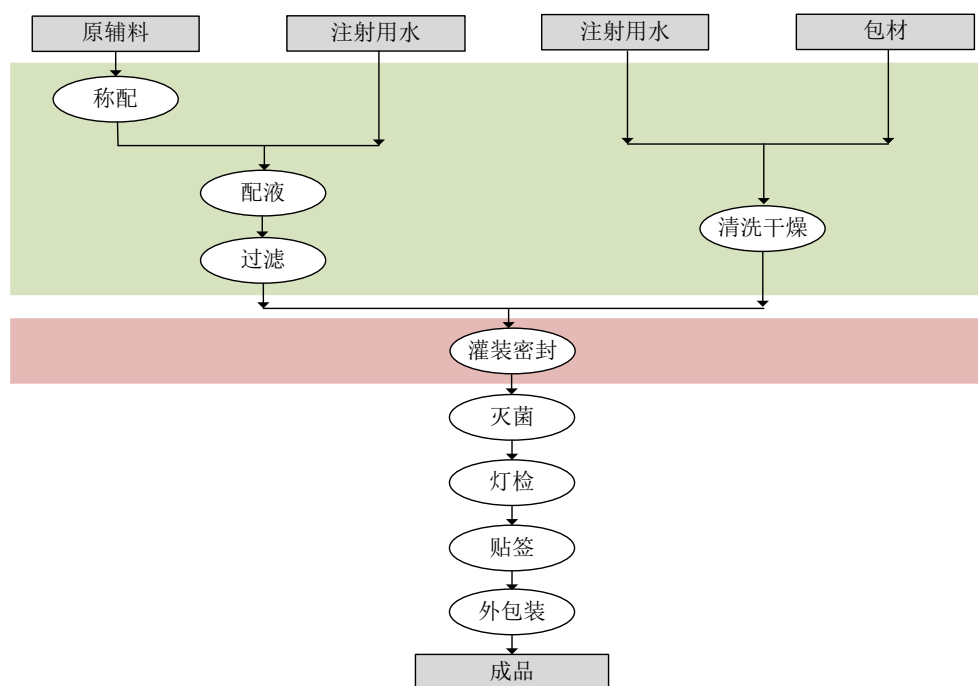 原辅料
注射用水
注射用水
包材
称配
配液
清洗干燥
过滤
灌装密封
灭菌
灯检
贴签
外包装
成品